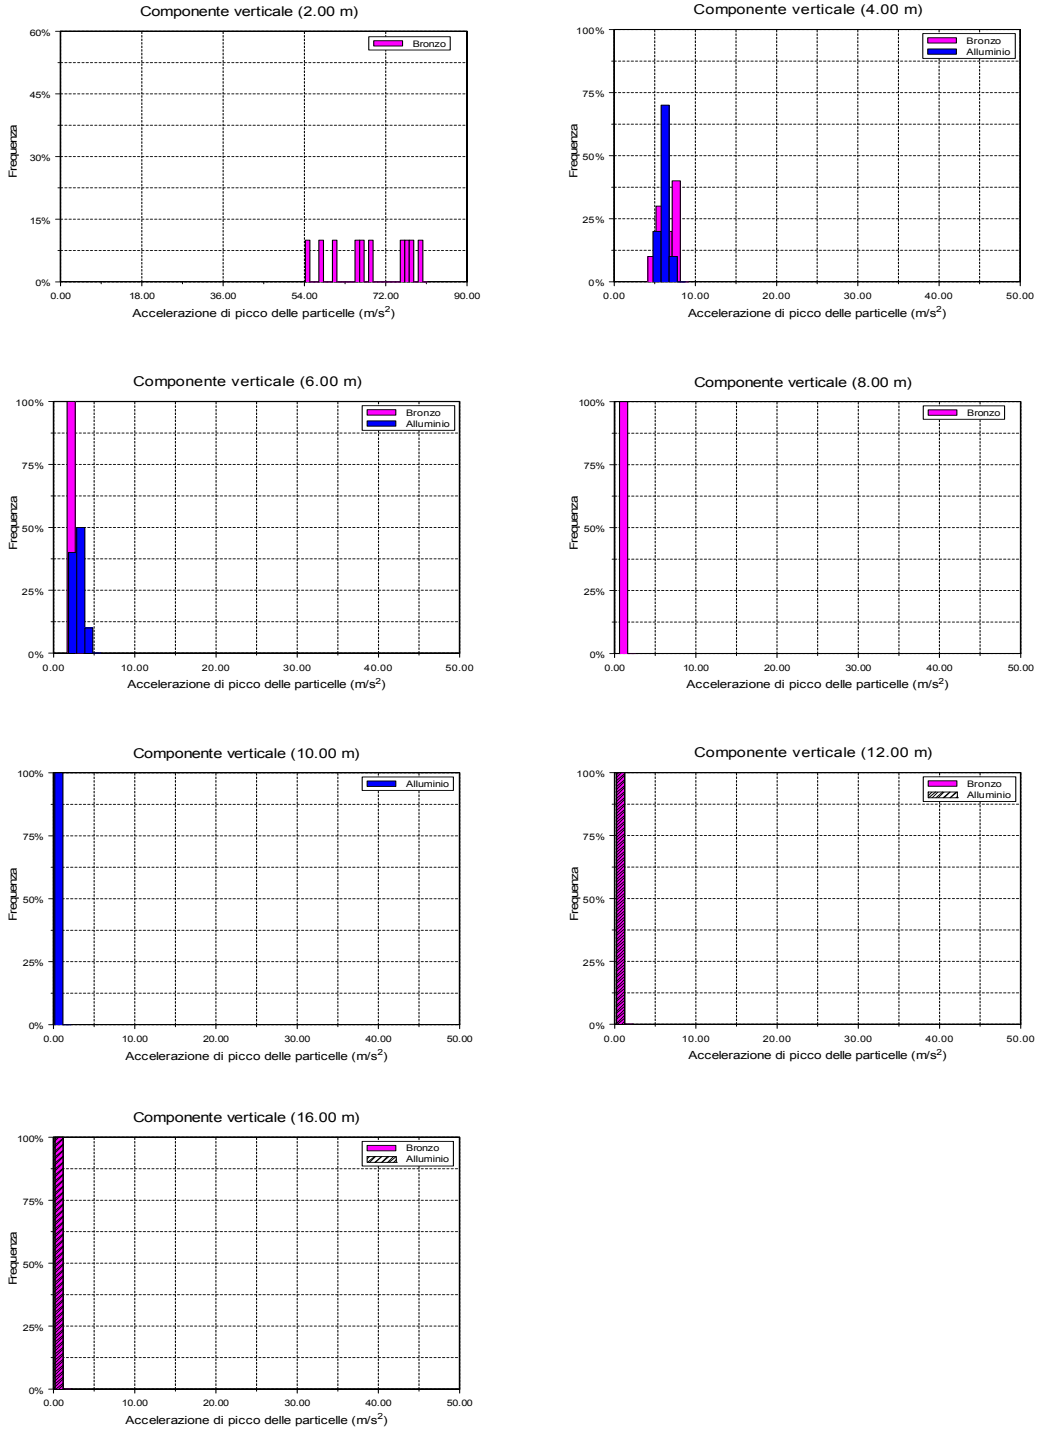 Componente verticale (2.00 m)
60%
45%
30%
15%
0%
Frequenza
Bronzo
0.00 18.00 36.00 54.00 72.00 90.00
Accelerazione di picco delle particelle (m/s²)
Componente verticale (4.00 m)
100%
75%
50%
25%
0%
Frequenza
Bronzo
Alluminio
0.00 10.00 20.00 30.00 40.00 50.00
Accelerazione di picco delle particelle (m/s²)
Componente verticale (6.00 m)
100%
75%
50%
25%
0%
Frequenza
Bronzo
Alluminio
0.00 10.00 20.00 30.00 40.00 50.00
Accelerazione di picco delle particelle (m/s²)
Componente verticale (8.00 m)
100%
75%
50%
25%
0%
Frequenza
Bronzo
0.00 10.00 20.00 30.00 40.00 50.00
Accelerazione di picco delle particelle (m/s²)
Componente verticale (10.00 m)
100%
75%
50%
25%
0%
Frequenza
Alluminio
0.00 10.00 20.00 30.00 40.00 50.00
Accelerazione di picco delle particelle (m/s²)
Componente verticale (12.00 m)
100%
75%
50%
25%
0%
Frequenza
Bronzo
Alluminio
0.00 10.00 20.00 30.00 40.00 50.00
Accelerazione di picco delle particelle (m/s²)
Componente verticale (16.00 m)
100%
75%
50%
25%
0%
Frequenza
Bronzo
Alluminio
0.00 10.00 20.00 30.00 40.00 50.00
Accelerazione di picco delle particelle (m/s²)